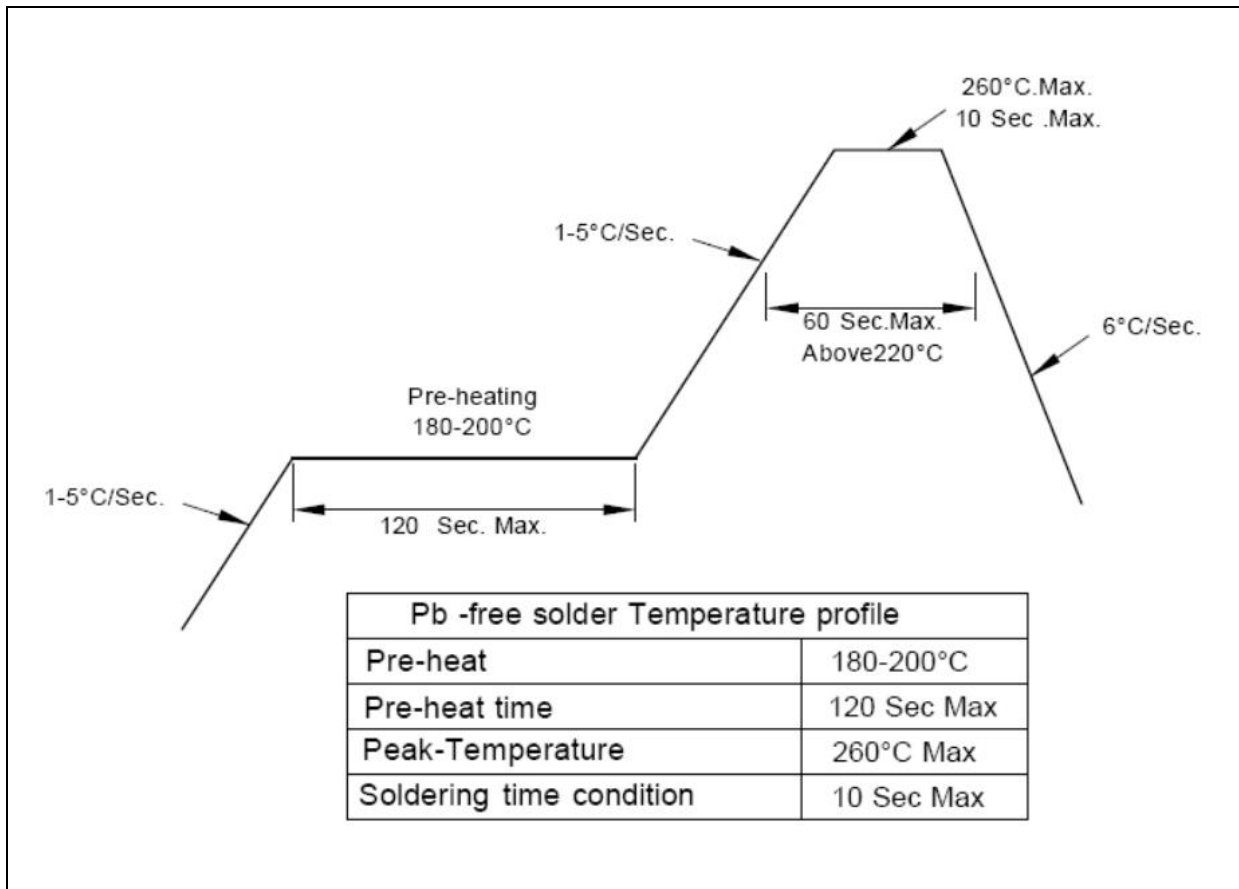 260°C.Max.
10 Sec .Max.
1-5°C/Sec.
60 Sec.Max.
Above220°C
6°C/Sec.
Pre-heating
180-200°C
1-5°C/Sec.
120 Sec. Max.
Pb -free solder Temperature profile
Pre-heat 180-200°C
Pre-heat time 120 Sec Max
Peak-Temperature 260°C Max
Soldering time condition 10 Sec Max